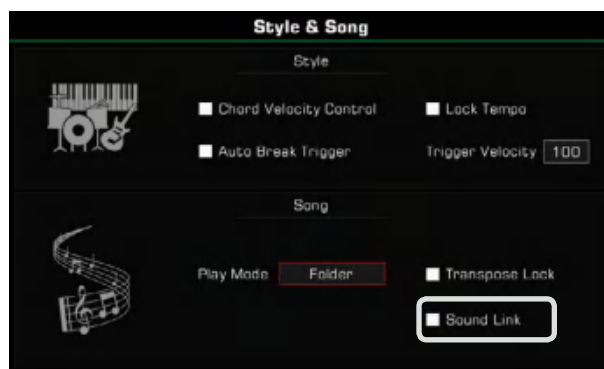 Style & Song
Style
Chord Velocity Control
Lock Tempo
Auto Break Trigger
Trigger Velocity 100
Song
Play Mode Folder
Transpose Lock
Sound Link